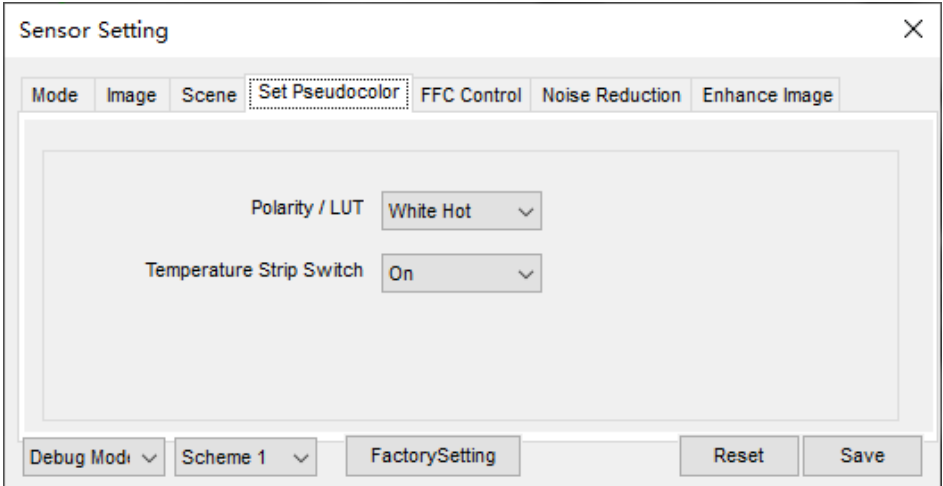 Sensor Setting
Mode Image Scene Set Pseudocolor FFC Control Noise Reduction Enhance Image
Polarity / LUT White Hot
Temperature Strip Switch On
Debug Mode Scheme 1 FactorySetting Reset Save